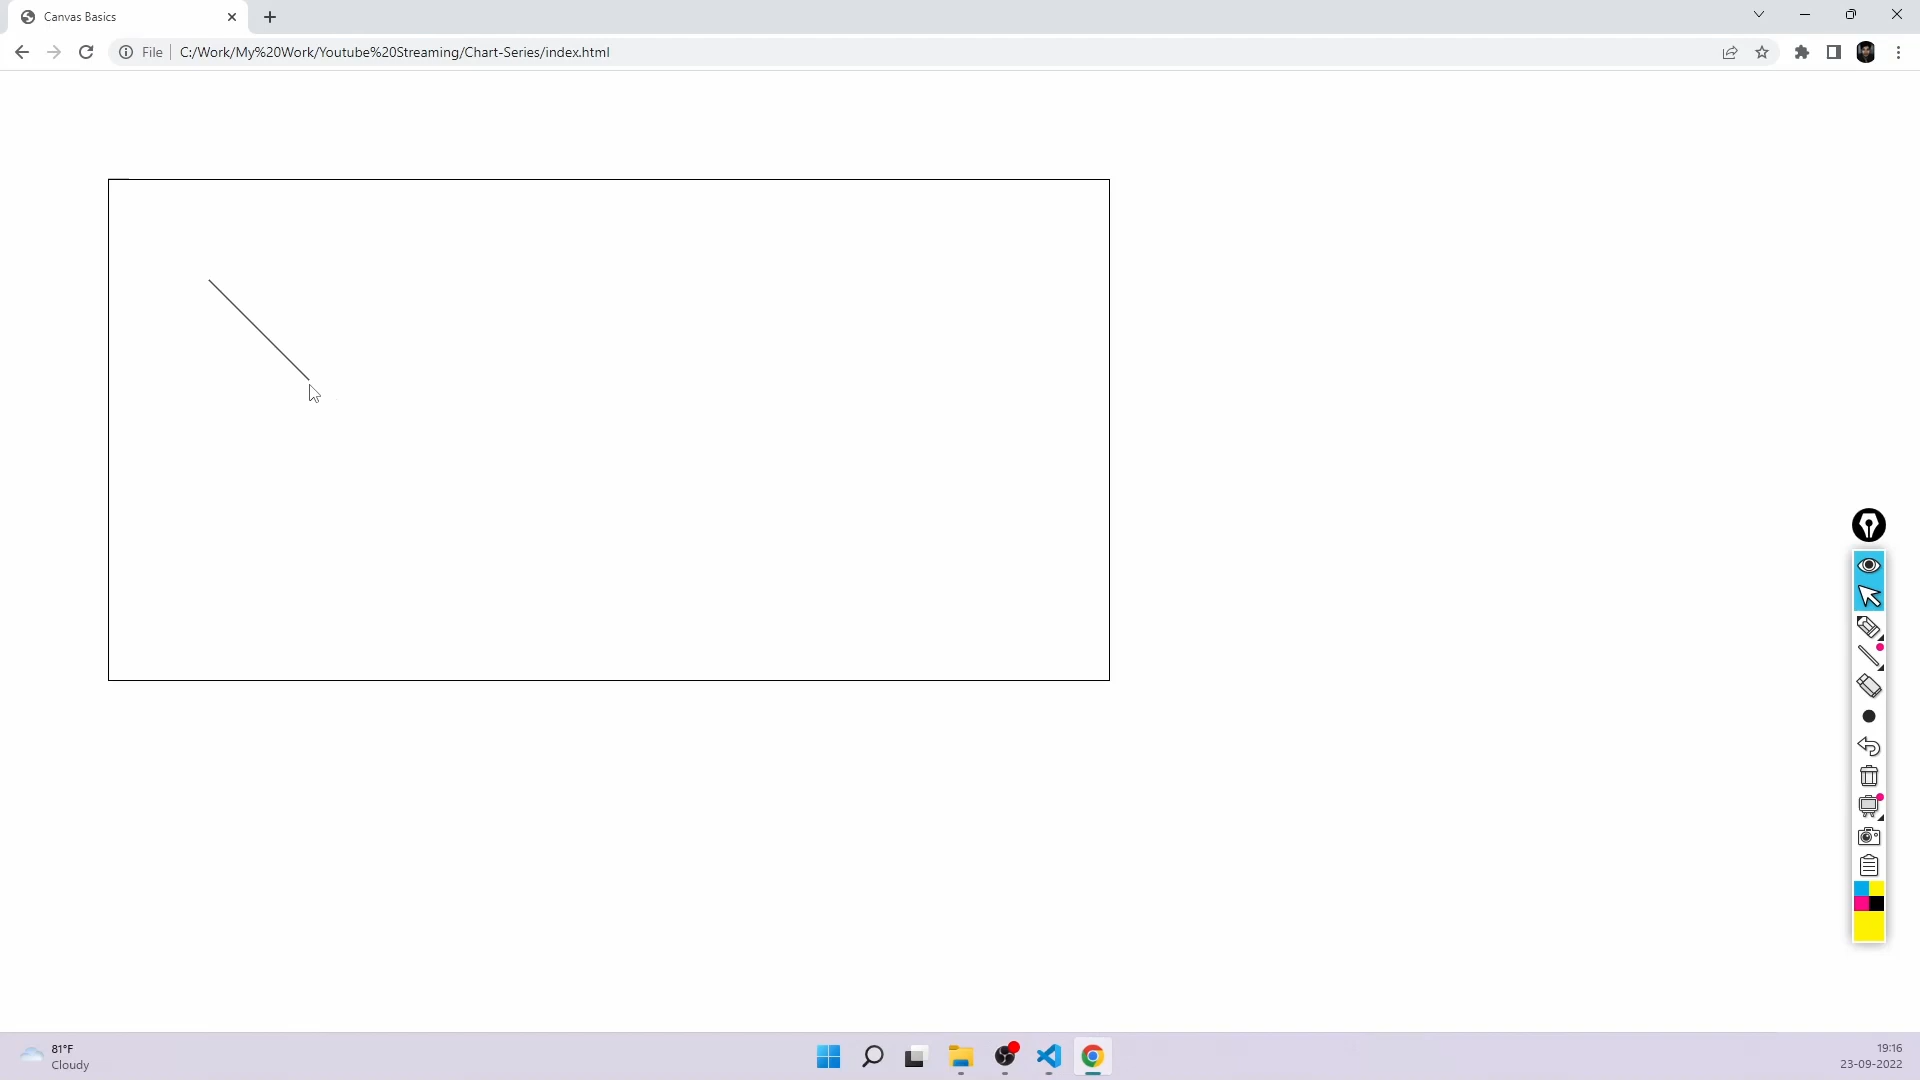 Canvas Basics
File
C:/Work/My%20Work/Youtube%20Streaming/Chart-Series/index.html
81°F
Cloudy
19:16
23-09-2022